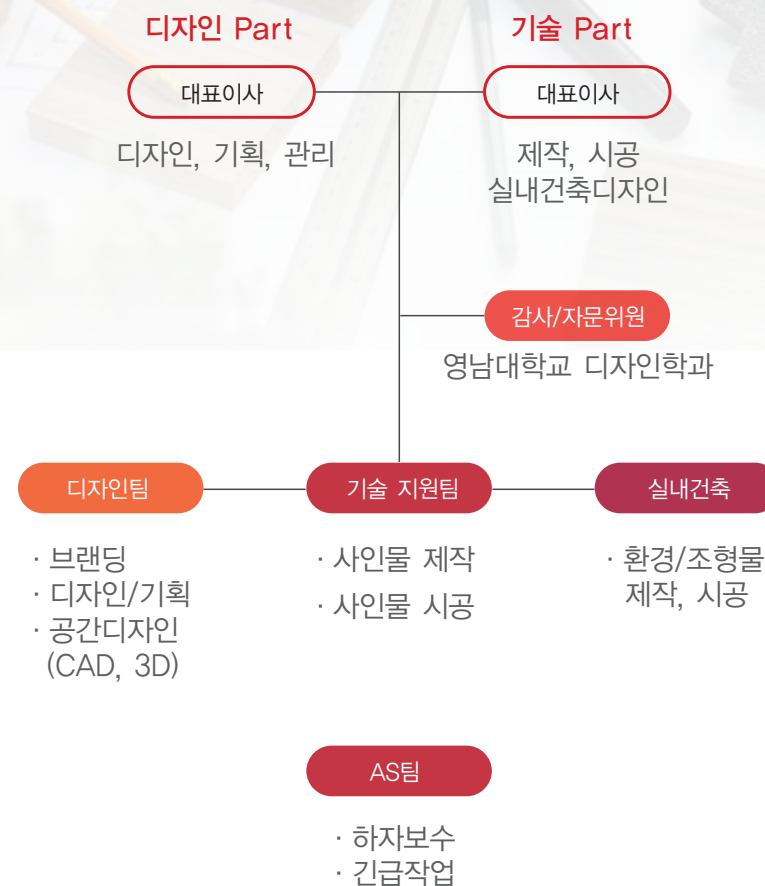 디자인 Part
기술 Part
대표이사
대표이사
디자인, 기획, 관리
제작, 시공
실내건축디자인
감사/자문위원
영남대학교 디자인학과
디자인팀
기술 지원팀
실내건축
· 브랜딩
· 디자인/기획
· 공간디자인
(CAD, 3D)
· 사인물 제작
· 사인물 시공
· 환경/조형물
제작, 시공
AS팀
· 하자보수
· 긴급작업